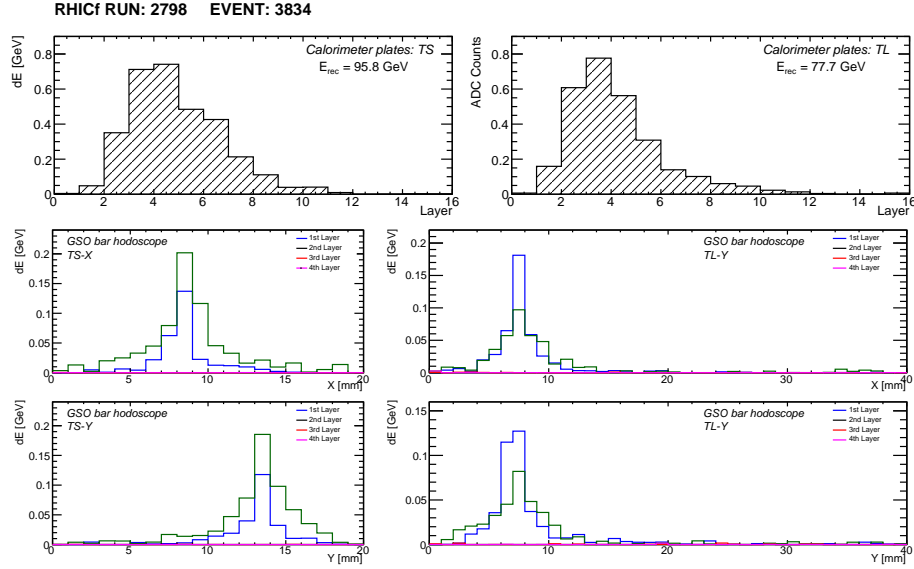 RHICf RUN: 2798 EVENT: 3834
dE [GeV]
0.8
0.6
0.4
0.2
0
Calorimeter plates: TS
E_rec = 95.8 GeV
0 2 4 6 8 10 12 14 16
Layer
ADC Counts
0.8
0.6
0.4
0.2
0
Calorimeter plates: TL
E_rec = 77.7 GeV
0 2 4 6 8 10 12 14 16
Layer
dE [GeV]
0.2
0.15
0.1
0.05
0
GSO bar hodoscope
TS-X
1st Layer
2nd Layer
3rd Layer
4th Layer
0 5 10 15 20
X [mm]
dE [GeV]
0.2
0.15
0.1
0.05
0
GSO bar hodoscope
TL-Y
1st Layer
2nd Layer
3rd Layer
4th Layer
0 10 20 30 40
X [mm]
dE [GeV]
0.2
0.15
0.1
0.05
0
GSO bar hodoscope
TS-Y
1st Layer
2nd Layer
3rd Layer
4th Layer
0 5 10 15 20
Y [mm]
dE [GeV]
0.15
0.1
0.05
0
GSO bar hodoscope
TL-Y
1st Layer
2nd Layer
3rd Layer
4th Layer
0 10 20 30 40
Y [mm]